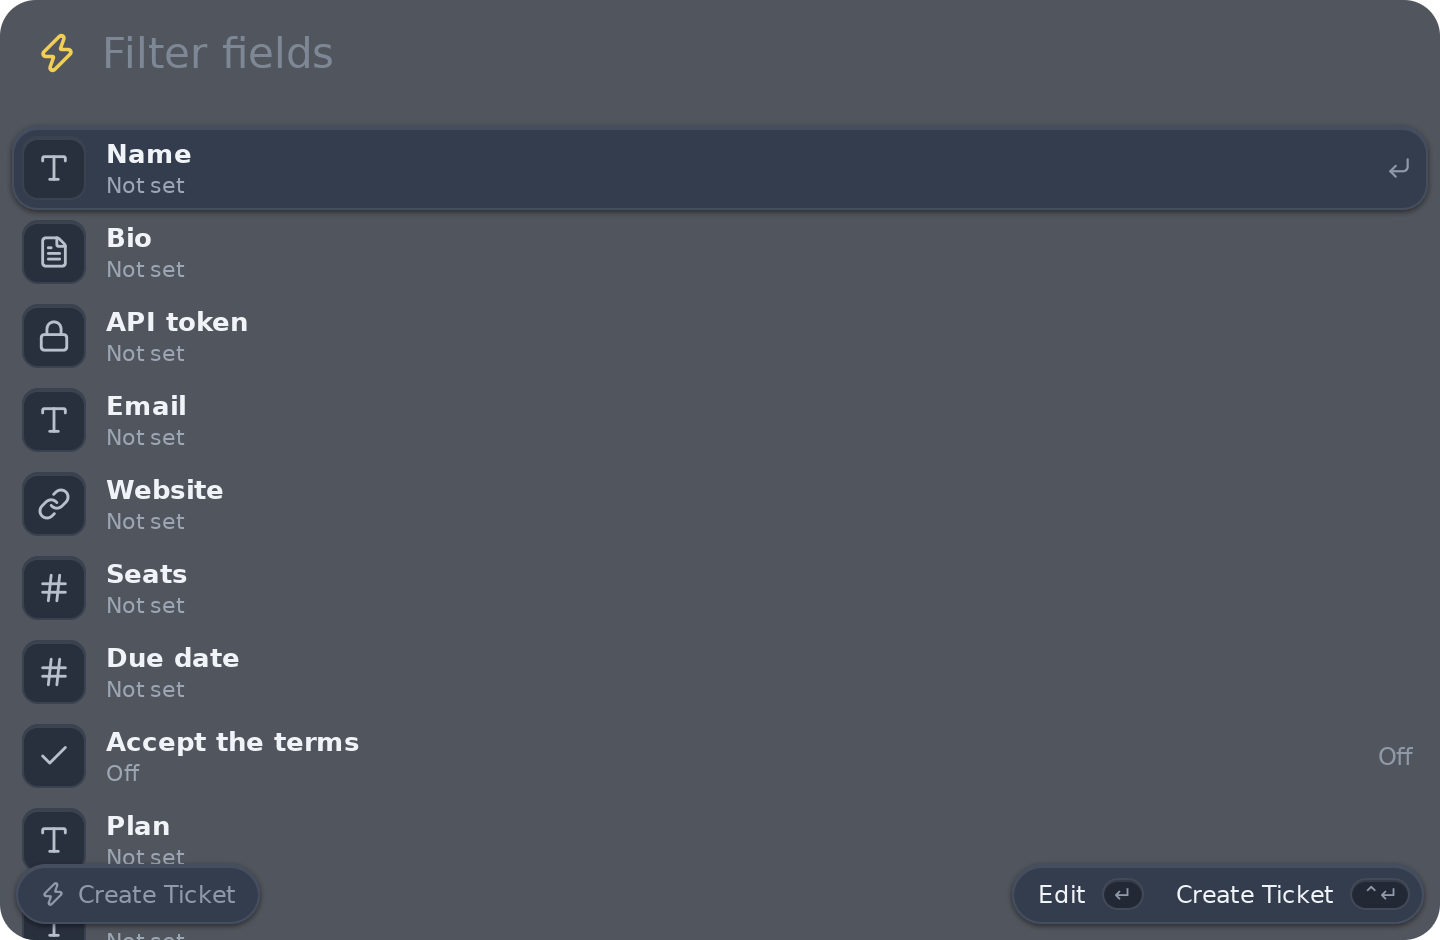 Filter fields
Name
Not set
Bio
Not set
API token
Not set
Email
Not set
Website
Not set
Seats
Not set
Due date
Not set
Accept the terms
Off
Off
Plan
Not set
Create Ticket
Edit
Create Ticket
Not set